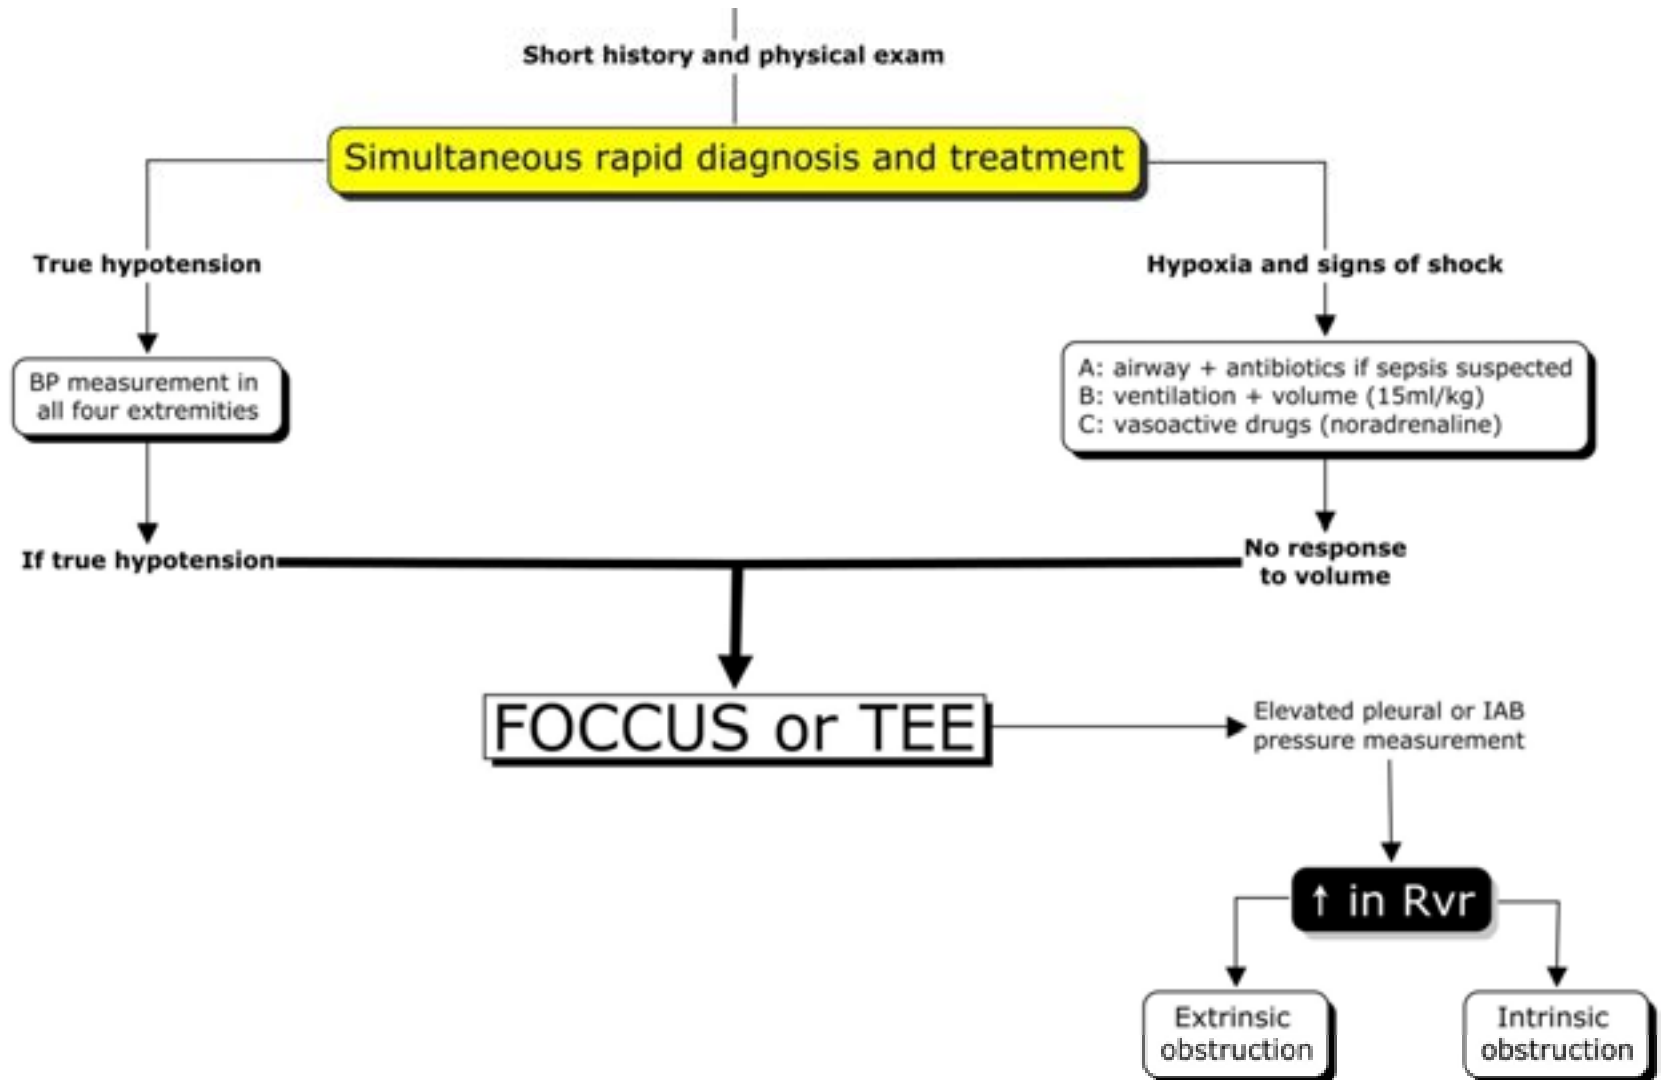 Short history and physical exam
Simultaneous rapid diagnosis and treatment
True hypotension
Hypoxia and signs of shock
BP measurement in
all four extremities
A: airway + antibiotics if sepsis suspected
B: ventilation + volume (15ml/kg)
C: vasoactive drugs (noradrenaline)
If true hypotension
No response
to volume
FOCCUS or TEE
Elevated pleural or IAB
pressure measurement
↑ in Rvr
Extrinsic
obstruction
Intrinsic
obstruction